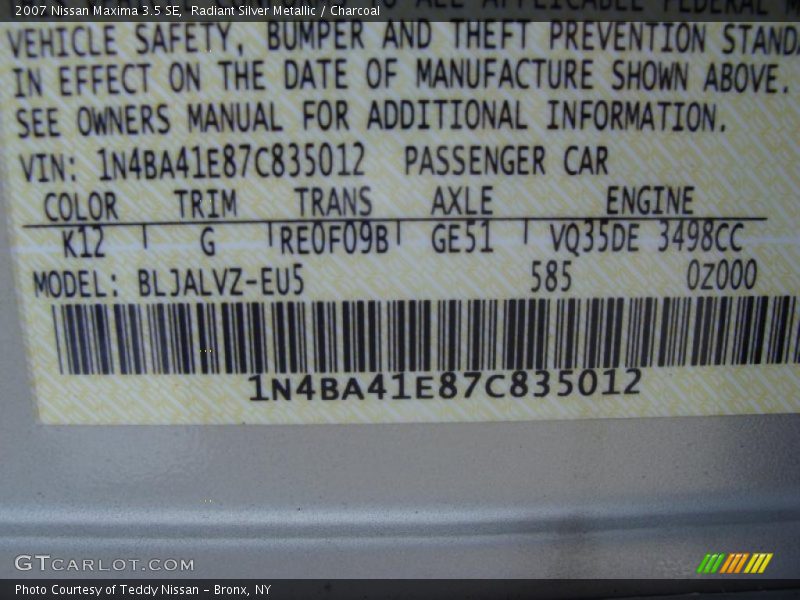 2007 Nissan Maxima 3.5 SE, Radiant Silver Metallic / Charcoal
ALL APPLICABLE FEDERAL
VEHICLE SAFETY, BUMPER AND THEFT PREVENTION STAND
IN EFFECT ON THE DATE OF MANUFACTURE SHOWN ABOVE.
SEE OWNERS MANUAL FOR ADDITIONAL INFORMATION.
VIN: 1N4BA41E87C835012 PASSENGER CAR
COLOR TRIM TRANS AXLE ENGINE
K12 G RE0F09B GE51 VQ35DE 3498CC
MODEL: BLJALVZ-EU5 585 0Z000
1N4BA41E87C835012
GTCARLOT.COM
Photo Courtesy of Teddy Nissan - Bronx, NY